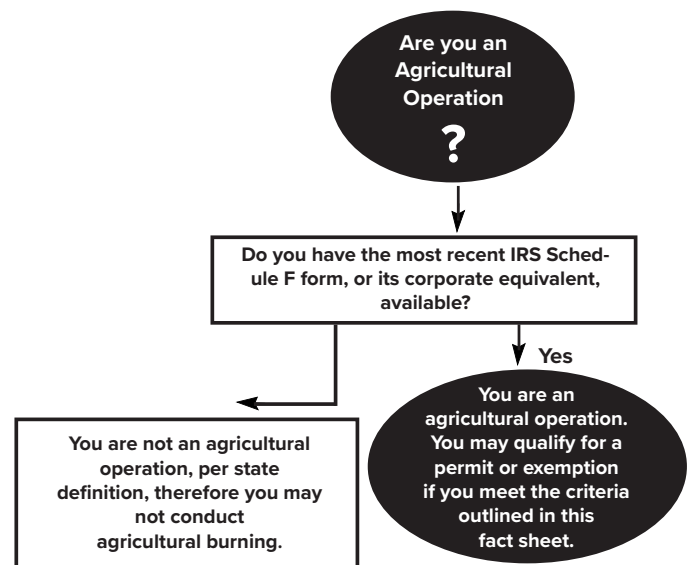 Are you an
Agricultural
Operation
?
Do you have the most recent IRS Sched-
ule F form, or its corporate equivalent,
available?
Yes
You are not an agricultural
operation, per state
definition, therefore you may
not conduct
agricultural burning.
You are an
agricultural operation.
You may qualify for a
permit or exemption
if you meet the criteria
outlined in this
fact sheet.